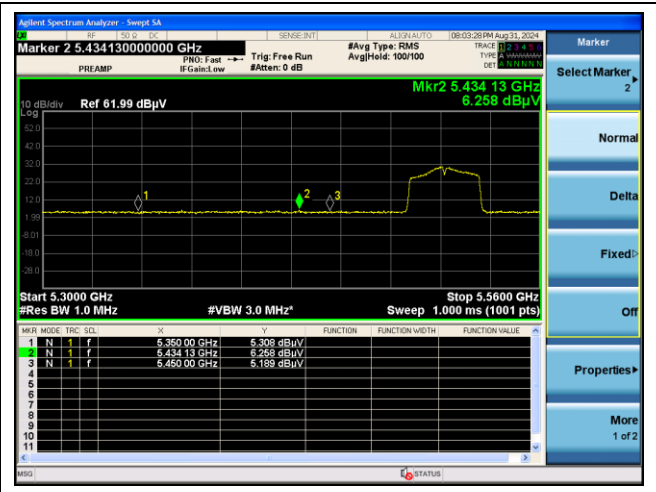 Agilent Spectrum Analyzer - Swept SA
RF 50 Ω DC SENSE:INT ALIGN AUTO 08:03:28 PM Aug 31, 2024
Marker 2 5.434130000000 GHz
#Avg Type: RMS
Avg|Hold: 100/100
TRACE 1 2 3 4 5 6
TYPE
DET A N N N N N
PREAMP
PNO: Fast
IFGain:Low
Trig: Free Run
#Atten: 0 dB
Mkr2 5.434 13 GHz
6.258 dBµV
10 dB/div Ref 61.99 dBµV
Log
52.0
42.0
32.0
22.0
12.0
1.99
-8.01
-18.0
-28.0
1
2
3
Start 5.3000 GHz
Stop 5.5600 GHz
#Res BW 1.0 MHz #VBW 3.0 MHz* Sweep 1.000 ms (1001 pts)
MKR MODE TRC SCL X Y FUNCTION FUNCTION WIDTH FUNCTION VALUE
1 N 1 f 5.350 00 GHz 5.308 dBµV
2 N 1 f 5.434 13 GHz 6.258 dBµV
3 N 1 f 5.450 00 GHz 5.189 dBµV
4
5
6
7
8
9
10
11
MSG STATUS
Marker
Select Marker
2
Normal
Delta
Fixed
Off
Properties
More
1 of 2